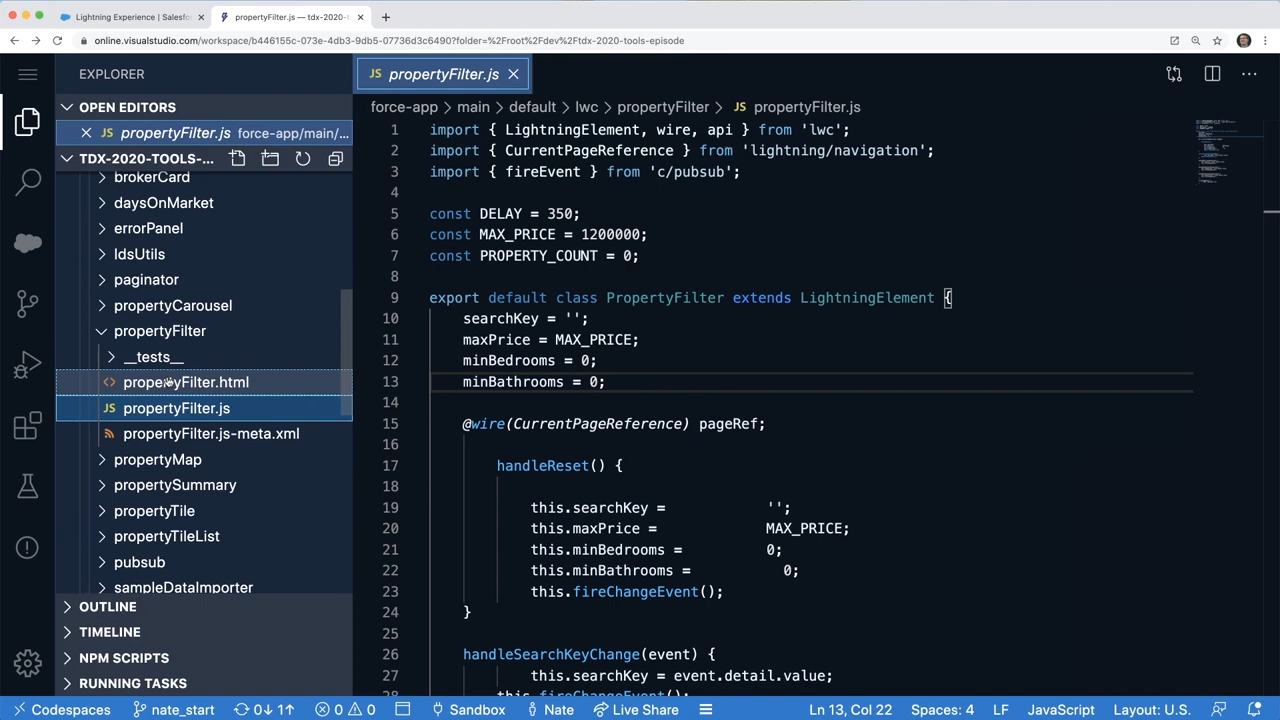 Lightning Experience | Salesfo
propertyFilter.js — tdx-2020-t
online.visualstudio.com/workspace/b446155c-073e-4db3-9db5-07736d3c6490?folder=%2Froot%2Fdev%2Ftdx-2020-tools-episode
EXPLORER
JS propertyFilter.js
OPEN EDITORS
JS propertyFilter.js force-app/main/...
TDX-2020-TOOLS-...
brokerCard
daysOnMarket
errorPanel
ldsUtils
paginator
propertyCarousel
propertyFilter
__tests__
<> propertyFilter.html
JS propertyFilter.js
propertyFilter.js-meta.xml
propertyMap
propertySummary
propertyTile
propertyTileList
pubsub
sampleDataImporter
OUTLINE
TIMELINE
NPM SCRIPTS
RUNNING TASKS
force-app > main > default > lwc > propertyFilter > JS propertyFilter.js
1 import { LightningElement, wire, api } from 'lwc';
2 import { CurrentPageReference } from 'lightning/navigation';
3 import { fireEvent } from 'c/pubsub';
4
5 const DELAY = 350;
6 const MAX_PRICE = 1200000;
7 const PROPERTY_COUNT = 0;
8
9 export default class PropertyFilter extends LightningElement {
10 searchKey = '';
11 maxPrice = MAX_PRICE;
12 minBedrooms = 0;
13 minBathrooms = 0;
14
15 @wire(CurrentPageReference) pageRef;
16
17 handleReset() {
18
19 this.searchKey = '';
20 this.maxPrice = MAX_PRICE;
21 this.minBedrooms = 0;
22 this.minBathrooms = 0;
23 this.fireChangeEvent();
24 }
25
26 handleSearchKeyChange(event) {
27 this.searchKey = event.detail.value;
28 this.fireChangeEvent();
Codespaces nate_start 0↓ 1↑ 0 0 Sandbox Nate Live Share Ln 13, Col 22 Spaces: 4 LF JavaScript Layout: U.S.